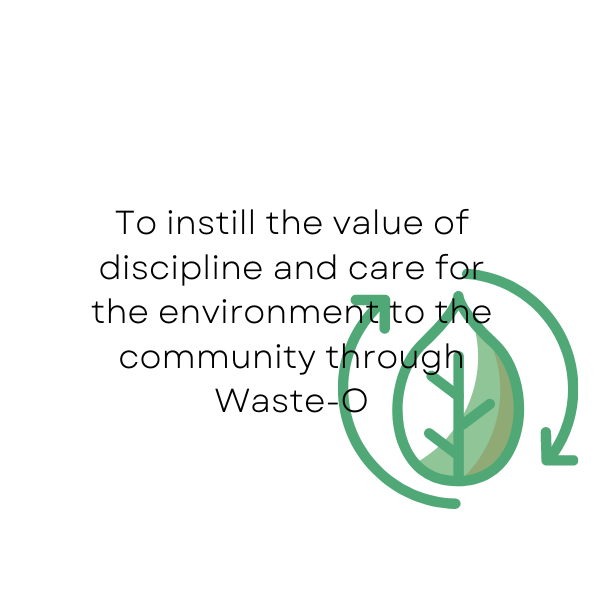 To instill the value of
discipline and care for
the environment to the
community through
Waste-O